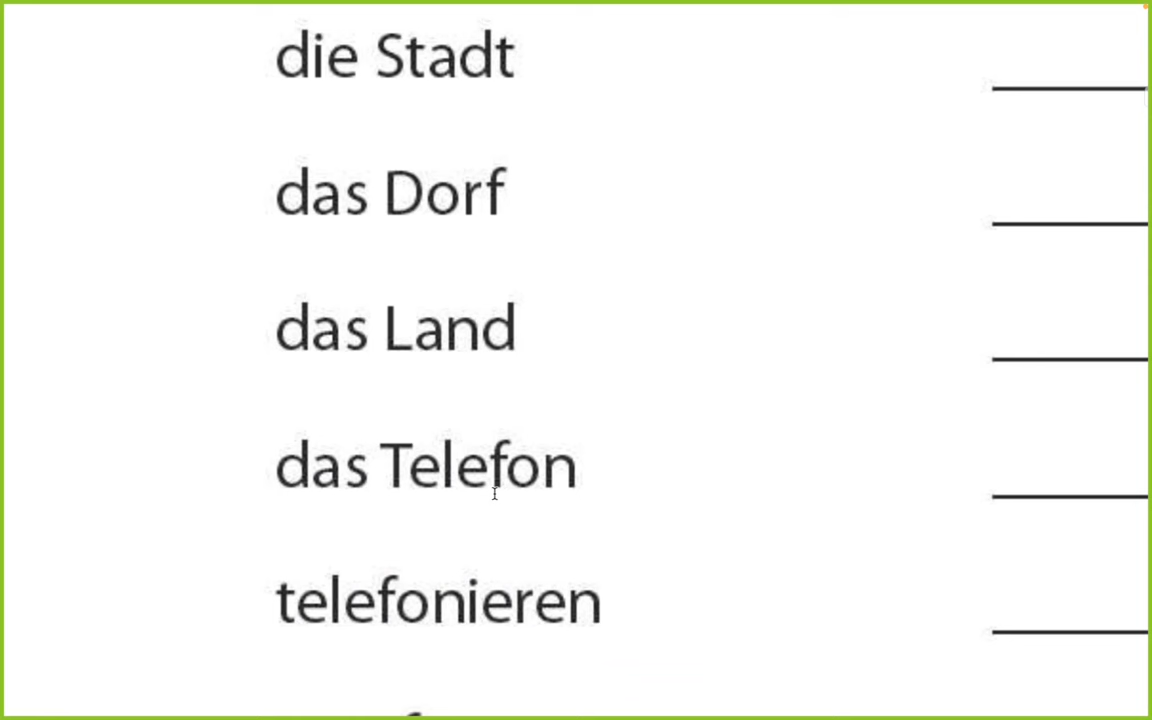 die Stadt
das Dorf
das Land
das Telefon
telefonieren